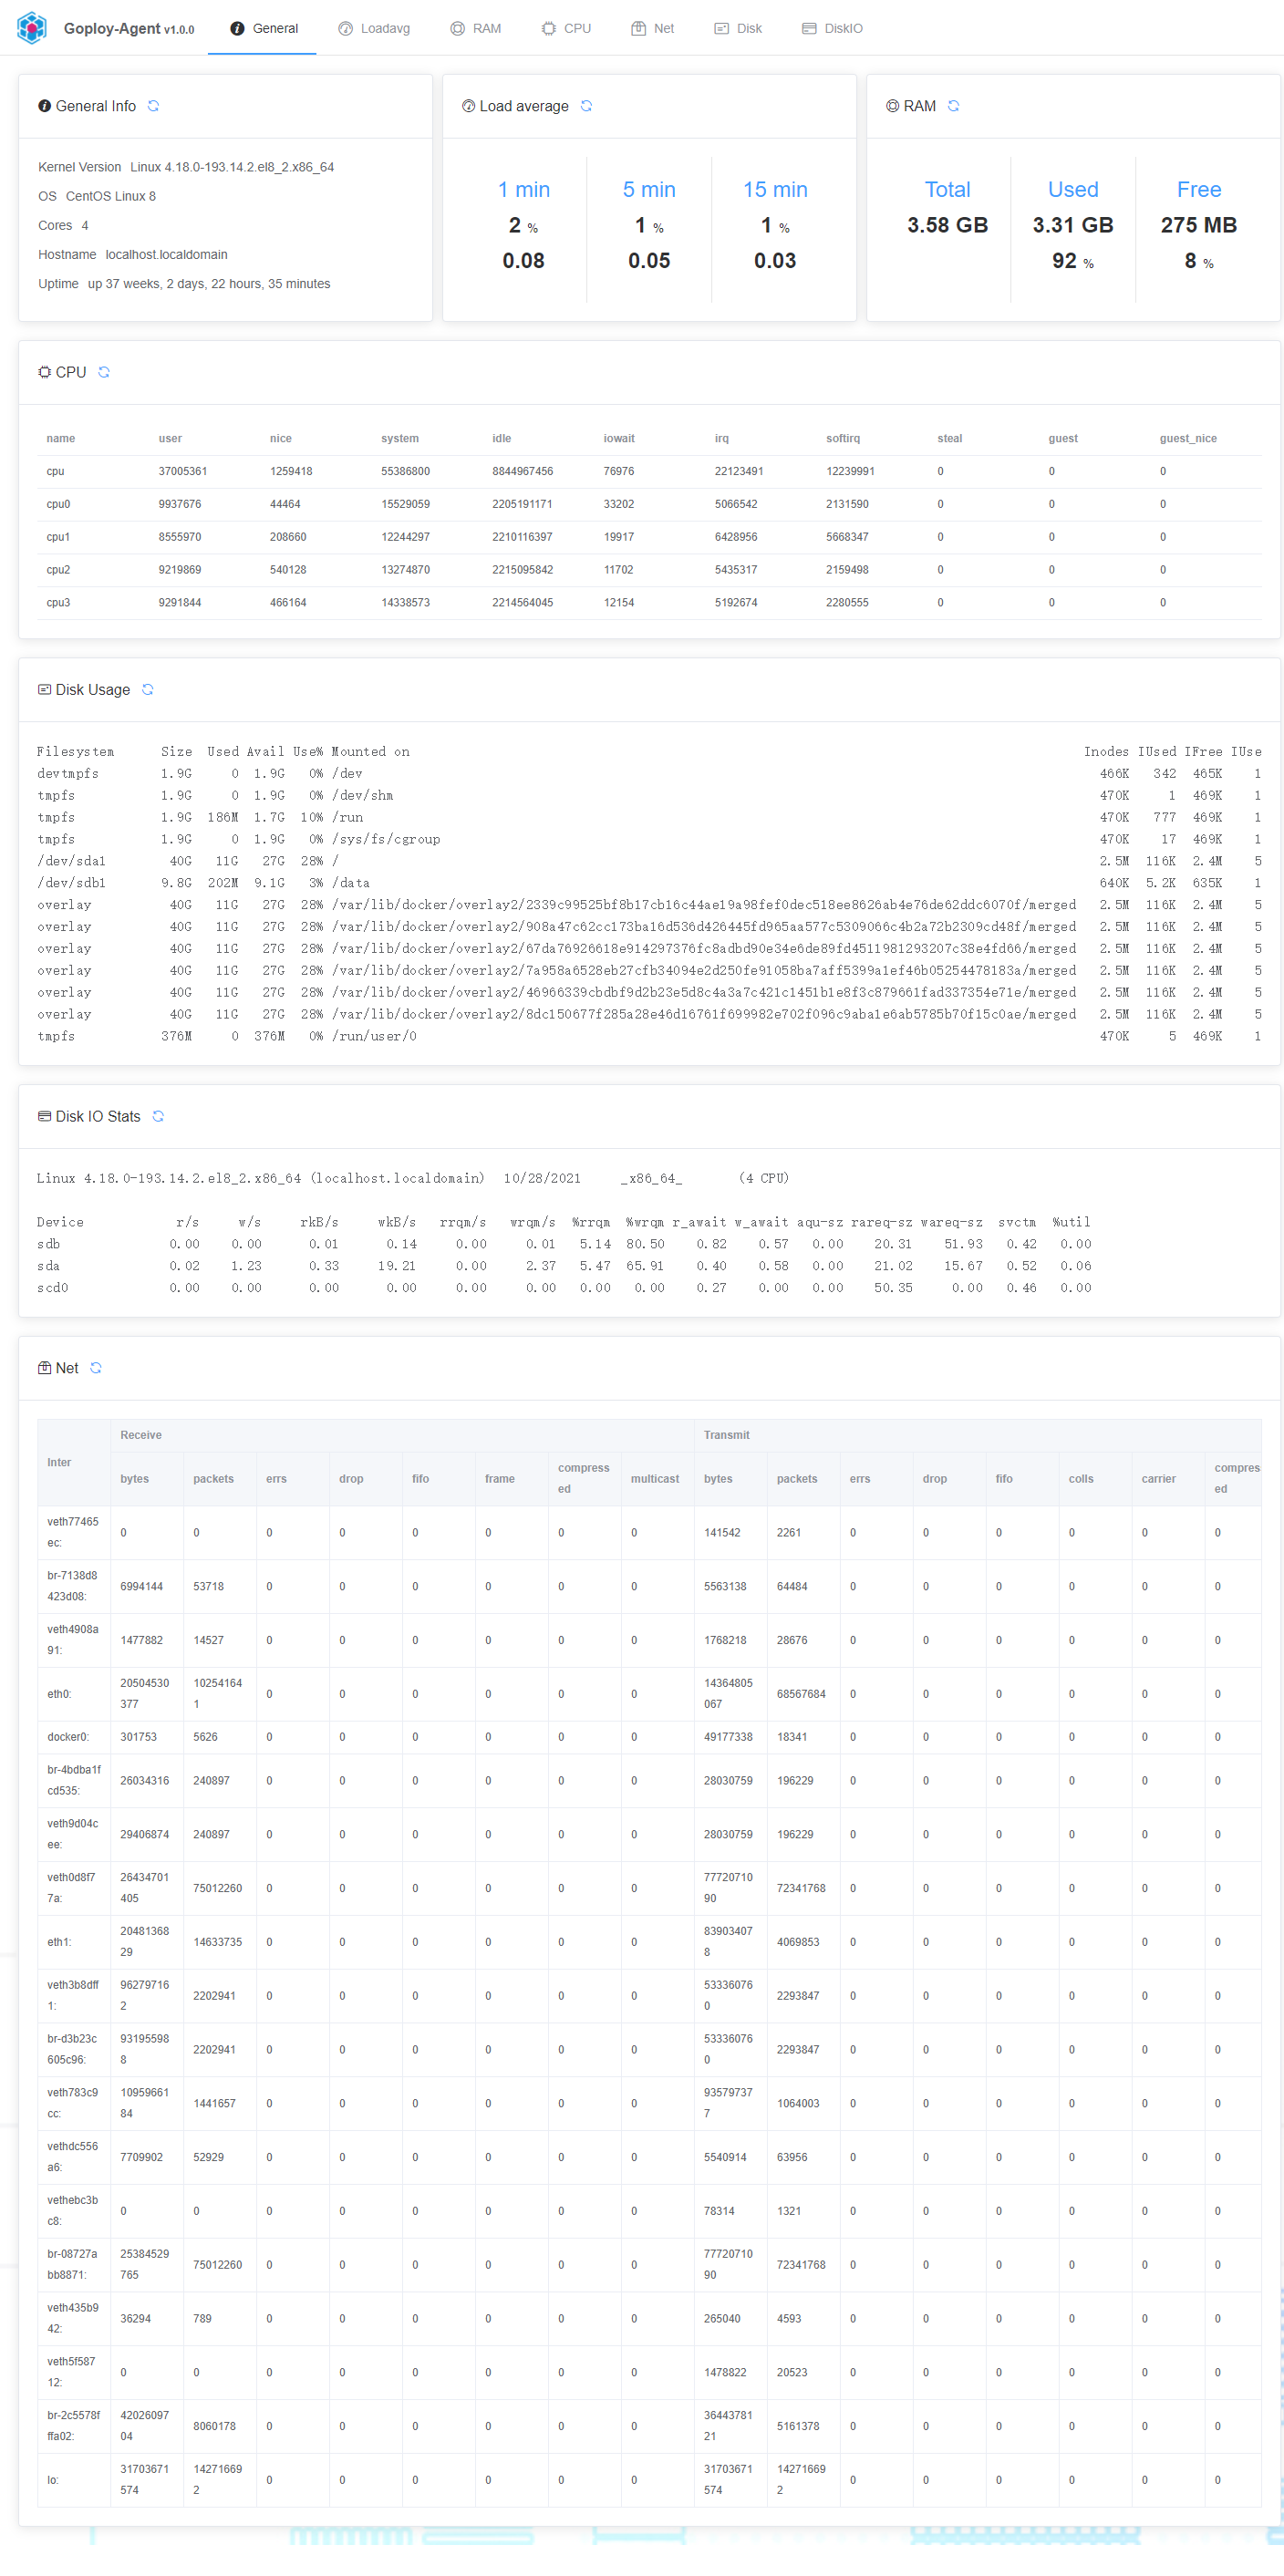 Goploy-Agent v1.0.0 General Loadavg RAM CPU Net Disk DiskIO
General Info
Kernel Version Linux 4.18.0-193.14.2.el8_2.x86_64
OS CentOS Linux 8
Cores 4
Hostname localhost.localdomain
Uptime up 37 weeks, 2 days, 22 hours, 35 minutes
Load average
1 min 5 min 15 min
2 % 1 % 1 %
0.08 0.05 0.03
RAM
Total Used Free
3.58 GB 3.31 GB 275 MB
92 % 8 %
CPU
name user nice system idle iowait irq softirq steal guest guest_nice
cpu 37005361 1259418 55386800 8844967456 76976 22123491 12239991 0 0 0
cpu0 9937676 44464 15529059 2205191171 33202 5066542 2131590 0 0 0
cpu1 8555970 208660 12244297 2210116397 19917 6428956 5668347 0 0 0
cpu2 9219869 540128 13274870 2215095842 11702 5435317 2159498 0 0 0
cpu3 9291844 466164 14338573 2214564045 12154 5192674 2280555 0 0 0
Disk Usage
Filesystem Size Used Avail Use% Mounted on Inodes IUsed IFree IUse
devtmpfs 1.9G 0 1.9G 0% /dev 466K 342 465K 1
tmpfs 1.9G 0 1.9G 0% /dev/shm 470K 1 469K 1
tmpfs 1.9G 186M 1.7G 10% /run 470K 777 469K 1
tmpfs 1.9G 0 1.9G 0% /sys/fs/cgroup 470K 17 469K 1
/dev/sda1 40G 11G 27G 28% / 2.5M 116K 2.4M 5
/dev/sdb1 9.8G 202M 9.1G 3% /data 640K 5.2K 635K 1
overlay 40G 11G 27G 28% /var/lib/docker/overlay2/2339c99525bf8b17cb16c44ae19a98fef0dec518ee8626ab4e76de62ddc6070f/merged 2.5M 116K 2.4M 5
overlay 40G 11G 27G 28% /var/lib/docker/overlay2/908a47c62cc173ba16d536d426445fd965aa577c5309066c4b2a72b2309cd48f/merged 2.5M 116K 2.4M 5
overlay 40G 11G 27G 28% /var/lib/docker/overlay2/67da76926618e914297376fc8adbd90e34e6de89fd4511981293207c38e4fd66/merged 2.5M 116K 2.4M 5
overlay 40G 11G 27G 28% /var/lib/docker/overlay2/7a958a6528eb27cfb34094e2d250fe91058ba7aff5399a1ef46b05254478183a/merged 2.5M 116K 2.4M 5
overlay 40G 11G 27G 28% /var/lib/docker/overlay2/46966339cbdbf9d2b23e5d8c4a3a7c421c1451b1e8f3c879661fad337354e71e/merged 2.5M 116K 2.4M 5
overlay 40G 11G 27G 28% /var/lib/docker/overlay2/8dc150677f285a28e46d16761f699982e702f096c9aba1e6ab5785b70f15c0ae/merged 2.5M 116K 2.4M 5
tmpfs 376M 0 376M 0% /run/user/0 470K 5 469K 1
Disk IO Stats
Linux 4.18.0-193.14.2.el8_2.x86_64 (localhost.localdomain) 10/28/2021 _x86_64_ (4 CPU)
Device r/s w/s rkB/s wkB/s rrqm/s wrqm/s %rrqm %wrqm r_await w_await aqu-sz rareq-sz wareq-sz svctm %util
sdb 0.00 0.00 0.01 0.14 0.00 0.01 5.14 80.50 0.82 0.57 0.00 20.31 51.93 0.42 0.00
sda 0.02 1.23 0.33 19.21 0.00 2.37 5.47 65.91 0.40 0.58 0.00 21.02 15.67 0.52 0.06
scd0 0.00 0.00 0.00 0.00 0.00 0.00 0.00 0.00 0.27 0.00 0.00 50.35 0.00 0.46 0.00
Net
Inter Receive Transmit
bytes packets errs drop fifo frame compressed multicast bytes packets errs drop fifo colls carrier compressed
veth77465ec: 0 0 0 0 0 0 0 0 141542 2261 0 0 0 0 0 0
br-7138d8423d08: 6994144 53718 0 0 0 0 0 0 5563138 64484 0 0 0 0 0 0
veth4908a91: 1477882 14527 0 0 0 0 0 0 1768218 28676 0 0 0 0 0 0
eth0: 20504530377 102541641 0 0 0 0 0 0 14364805067 68567684 0 0 0 0 0 0
docker0: 301753 5626 0 0 0 0 0 0 49177338 18341 0 0 0 0 0 0
br-4bdba1fcd535: 26034316 240897 0 0 0 0 0 0 28030759 196229 0 0 0 0 0 0
veth9d04cee: 29406874 240897 0 0 0 0 0 0 28030759 196229 0 0 0 0 0 0
veth0d8f77a: 26434701405 75012260 0 0 0 0 0 0 7772071090 72341768 0 0 0 0 0 0
eth1: 2048136829 14633735 0 0 0 0 0 0 839034078 4069853 0 0 0 0 0 0
veth3b8dff1: 962797162 2202941 0 0 0 0 0 0 533360760 2293847 0 0 0 0 0 0
br-d3b23c605c96: 931955988 2202941 0 0 0 0 0 0 533360760 2293847 0 0 0 0 0 0
veth783c9cc: 1095966184 1441657 0 0 0 0 0 0 935797377 1064003 0 0 0 0 0 0
vethdc556a6: 7709902 52929 0 0 0 0 0 0 5540914 63956 0 0 0 0 0 0
vethebc3bc8: 0 0 0 0 0 0 0 0 78314 1321 0 0 0 0 0 0
br-08727abb8871: 25384529765 75012260 0 0 0 0 0 0 7772071090 72341768 0 0 0 0 0 0
veth435b942: 36294 789 0 0 0 0 0 0 265040 4593 0 0 0 0 0 0
veth5f58712: 0 0 0 0 0 0 0 0 1478822 20523 0 0 0 0 0 0
br-2c5578fffa02: 4202609704 8060178 0 0 0 0 0 0 3644378121 5161378 0 0 0 0 0 0
lo: 31703671574 142716692 0 0 0 0 0 0 31703671574 142716692 0 0 0 0 0 0